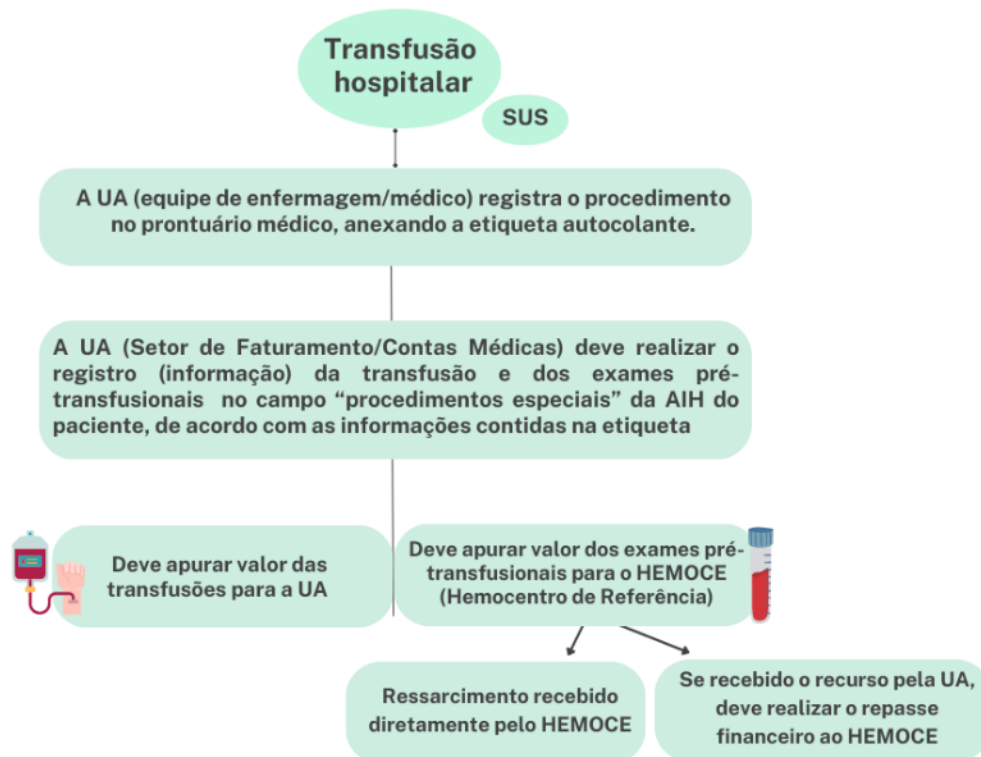 Transfusão
hospitalar
SUS
A UA (equipe de enfermagem/médico) registra o procedimento
no prontuário médico, anexando a etiqueta autocolante.
A UA (Setor de Faturamento/Contas Médicas) deve realizar o
registro (informação) da transfusão e dos exames pré-
transfusionais no campo “procedimentos especiais” da AIH do
paciente, de acordo com as informações contidas na etiqueta
Deve apurar valor das
transfusões para a UA
Deve apurar valor dos exames pré-
transfusionais para o HEMOCE
(Hemocentro de Referência)
Ressarcimento recebido
diretamente pelo HEMOCE
Se recebido o recurso pela UA,
deve realizar o repasse
financeiro ao HEMOCE